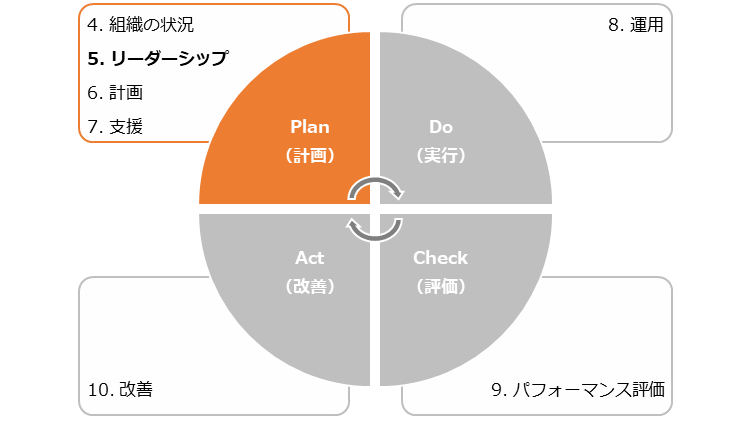 4. 組織の状況
5. リーダーシップ
6. 計画
7. 支援
8. 運用
Plan
（計画）
Do
（実行）
Act
（改善）
Check
（評価）
10. 改善
9. パフォーマンス評価